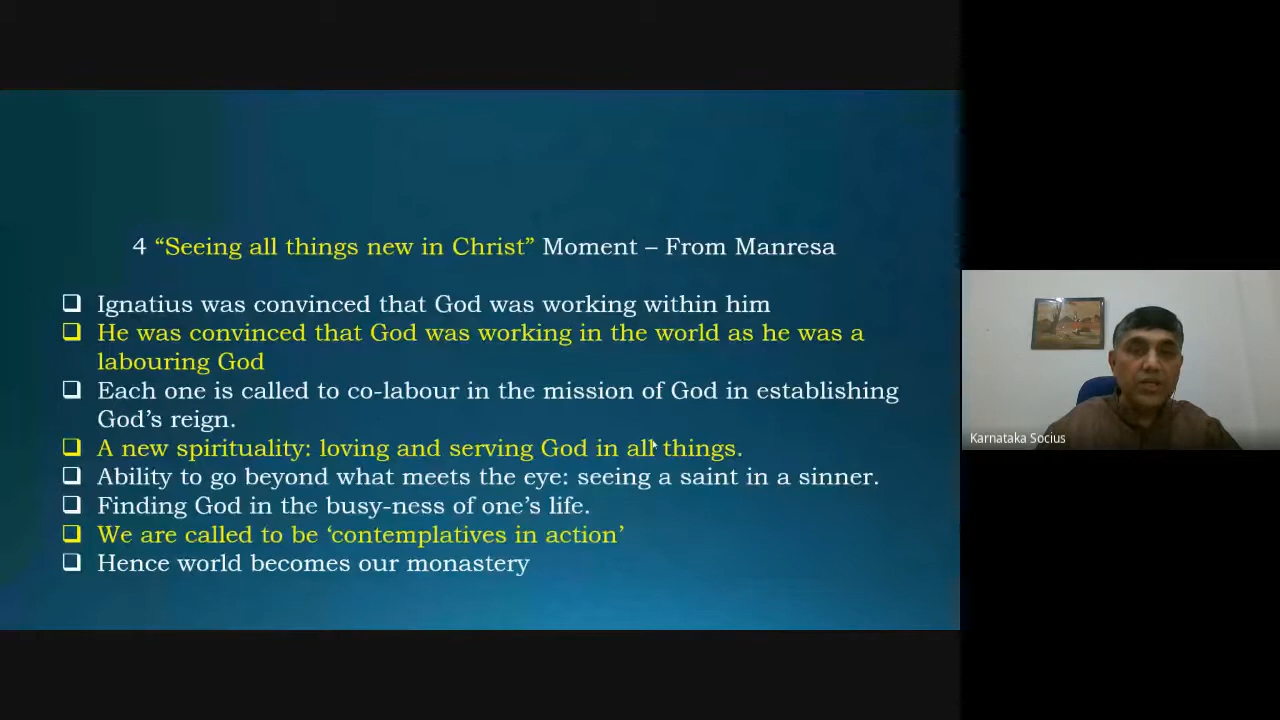 4 “Seeing all things new in Christ” Moment – From Manresa
Ignatius was convinced that God was working within him
He was convinced that God was working in the world as he was a
labouring God
Each one is called to co-labour in the mission of God in establishing
God’s reign.
A new spirituality: loving and serving God in all things.
Ability to go beyond what meets the eye: seeing a saint in a sinner.
Finding God in the busy-ness of one’s life.
We are called to be ‘contemplatives in action’
Hence world becomes our monastery
Karnataka Socius